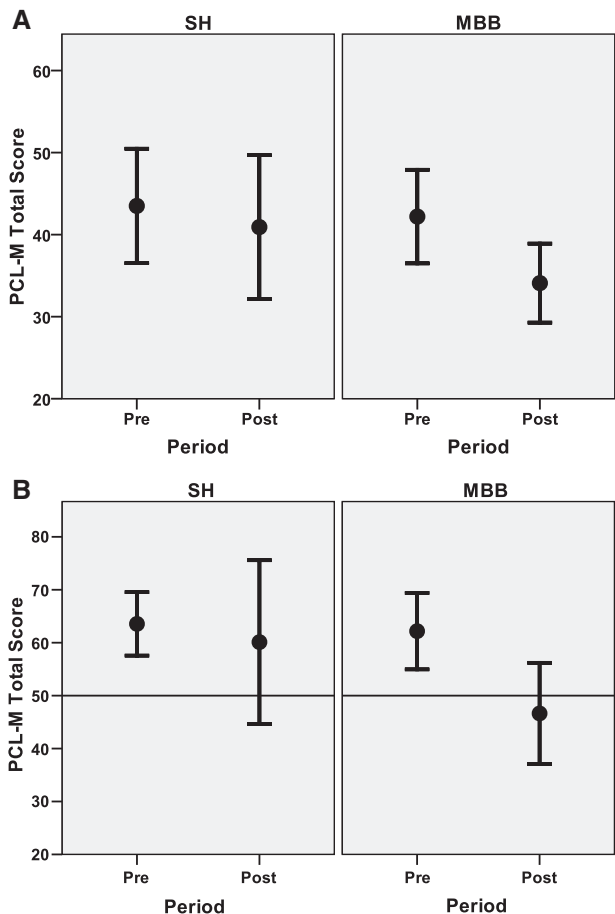 A
SH MBB
PCL-M Total Score
60
50
40
30
20
Pre Post Pre Post
Period Period
B
SH MBB
PCL-M Total Score
80
70
60
50
40
30
20
Pre Post Pre Post
Period Period